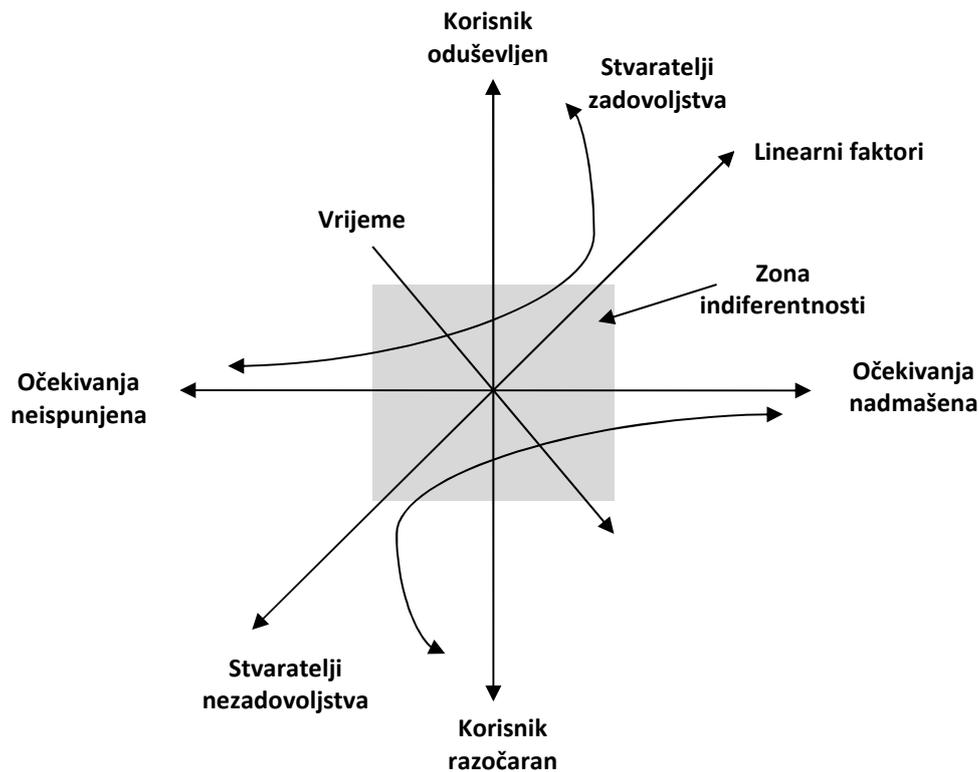 Korisnik
oduševljen
Stvaratelji
zadovoljstva
Linearni faktori
Vrijeme
Zona
indiferentnosti
Očekivanja
neispunjena
Očekivanja
nadmašena
Stvaratelji
nezadovoljstva
Korisnik
razočaran